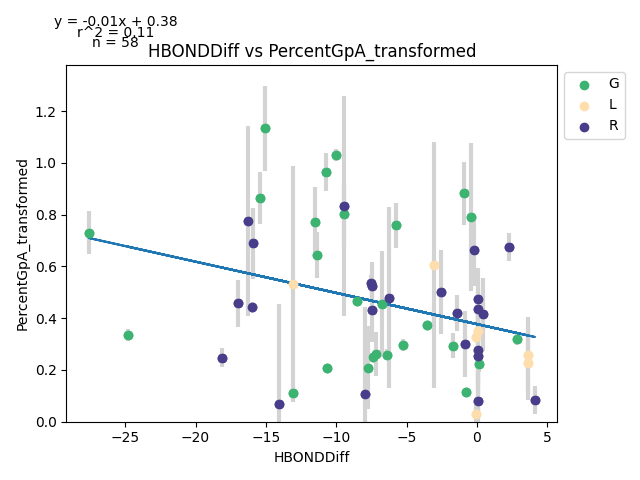 y = -0.01x + 0.38
r^2 = 0.11
n = 58
HBONDDiff vs PercentGpA_transformed
G
L
R
1.2
1.0
0.8
0.6
0.4
0.2
0.0
PercentGpA_transformed
−25
−20
−15
−10
−5
0
5
HBONDDiff